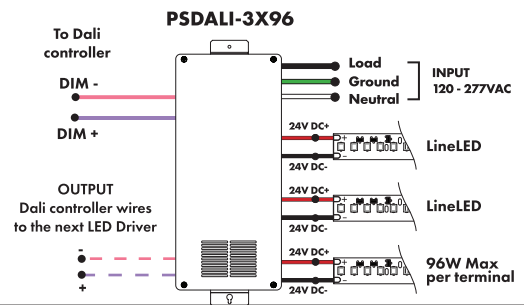 PSDALI-3X96
To Dali
controller
DIM -
DIM +
OUTPUT
Dali controller wires
to the next LED Driver
-
+
Load
Ground
Neutral
INPUT
120 - 277VAC
24V DC+
+
-
24V DC-
LineLED
24V DC+
+
-
24V DC-
LineLED
24V DC+
+
-
24V DC-
96W Max
per terminal